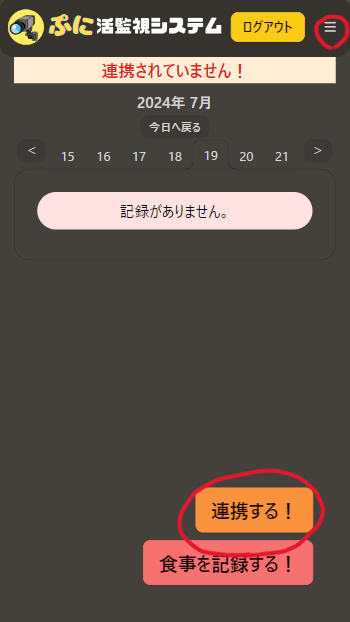 ぷに活監視システム ログアウト
連携されていません！
2024年 7月
今日へ戻る
< 15 16 17 18 19 20 21 >
記録がありません。
連携する！
食事を記録する！